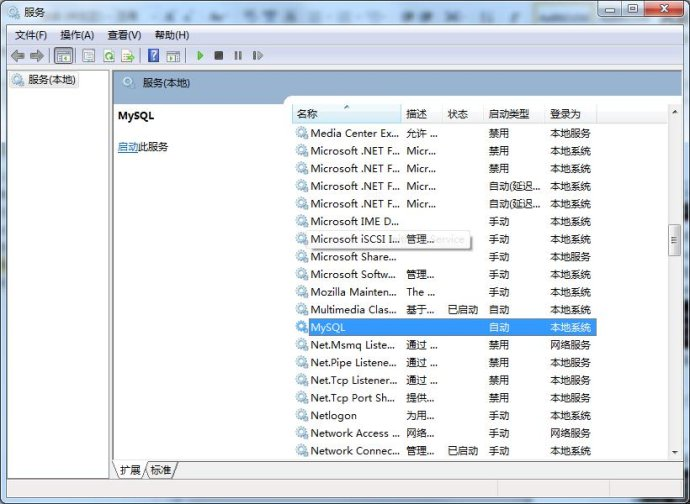 服务
文件(F) 操作(A) 查看(V) 帮助(H)
服务(本地)
服务(本地)
MySQL
启动此服务
名称 描述 状态 启动类型 登录为
Media Center Ex... 允许 ... 禁用 本地服务
Microsoft .NET F... Micr... 禁用 本地系统
Microsoft .NET F... Micr... 禁用 本地系统
Microsoft .NET F... Micr... 自动(延迟... 本地系统
Microsoft .NET F... Micr... 自动(延迟... 本地系统
Microsoft IME D... 手动 本地系统
Microsoft iSCSI I... 管理... 手动 本地系统
Microsoft Share... 手动 本地服务
Microsoft Softw... 管理... 手动 本地系统
Mozilla Mainten... The ... 手动 本地系统
Multimedia Clas... 基于... 已启动 自动 本地系统
MySQL 自动 本地系统
Net.Msmq Liste... 通过 ... 禁用 网络服务
Net.Pipe Listene... 通过 ... 禁用 本地服务
Net.Tcp Listener... 通过 ... 禁用 本地服务
Net.Tcp Port Sh... 提供... 禁用 本地服务
Netlogon 为用... 手动 本地系统
Network Access ... 网络... 手动 网络服务
Network Connec... 管理... 已启动 手动 本地系统
扩展 标准